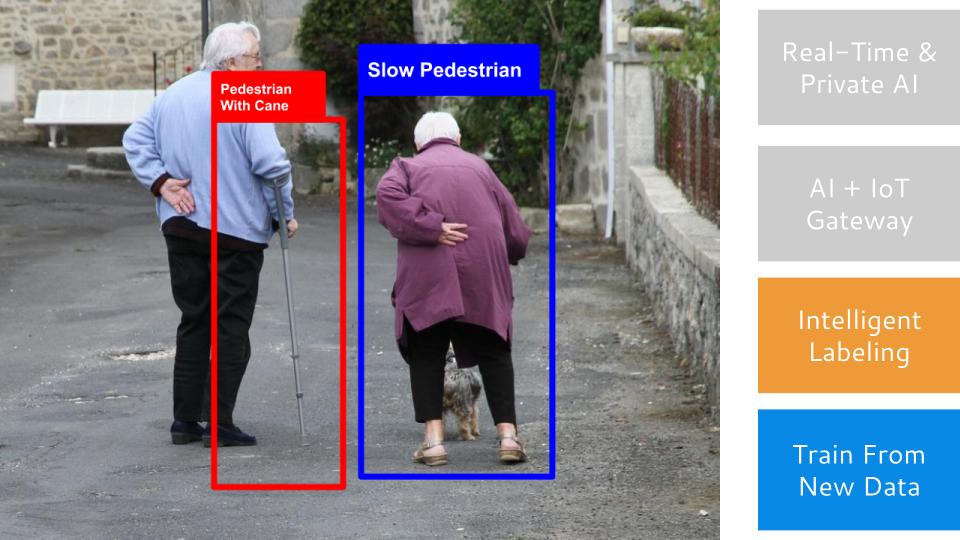 Pedestrian
With Cane
Slow Pedestrian
Real-Time &
Private AI
AI + IoT
Gateway
Intelligent
Labeling
Train From
New Data